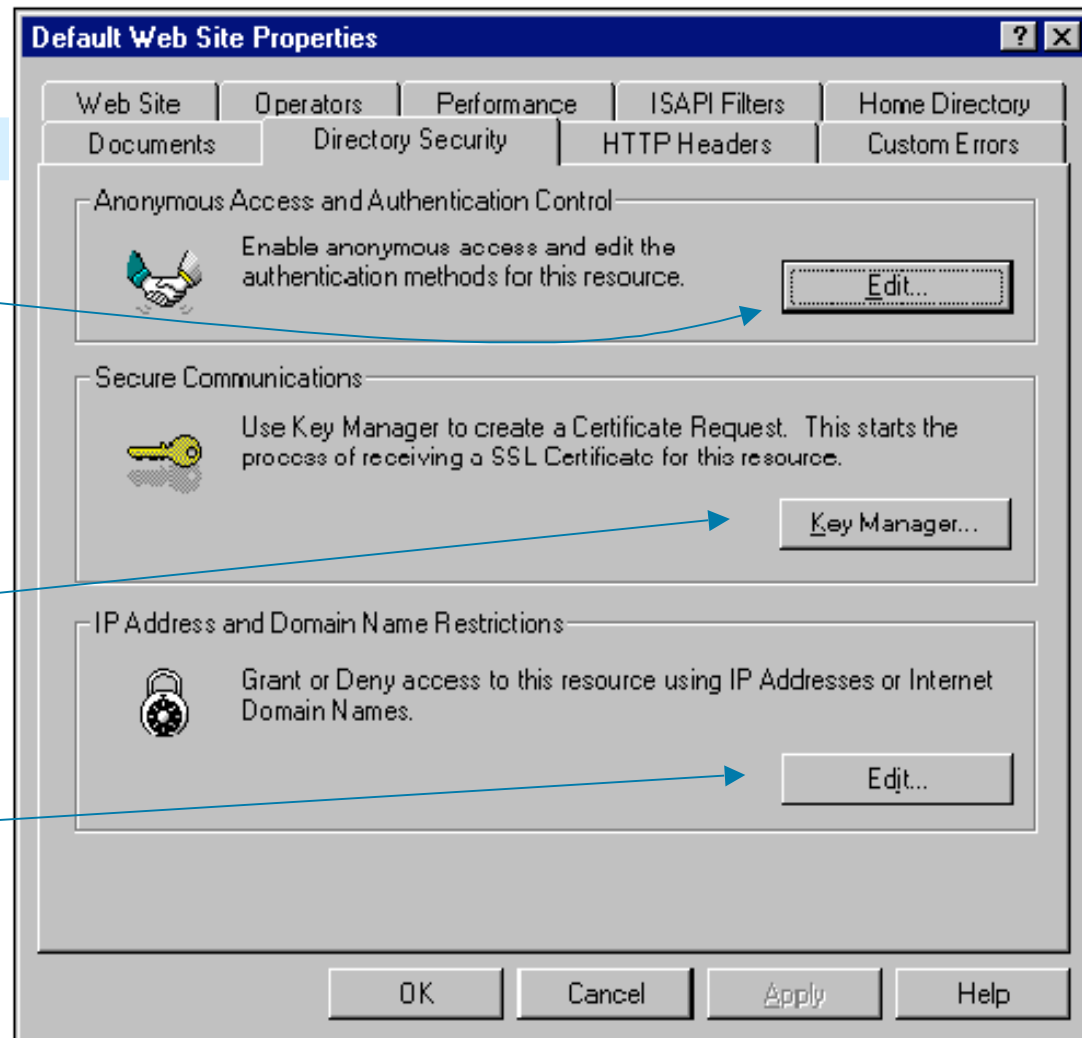 Default Web Site Properties
Web Site Operators Performance ISAPI Filters Home Directory
Documents Directory Security HTTP Headers Custom Errors
Anonymous Access and Authentication Control
Enable anonymous access and edit the
authentication methods for this resource.
Edit...
Secure Communications
Use Key Manager to create a Certificate Request. This starts the
process of receiving a SSL Certificate for this resource.
Key Manager...
IP Address and Domain Name Restrictions
Grant or Deny access to this resource using IP Addresses or Internet
Domain Names.
Edit...
OK Cancel Apply Help